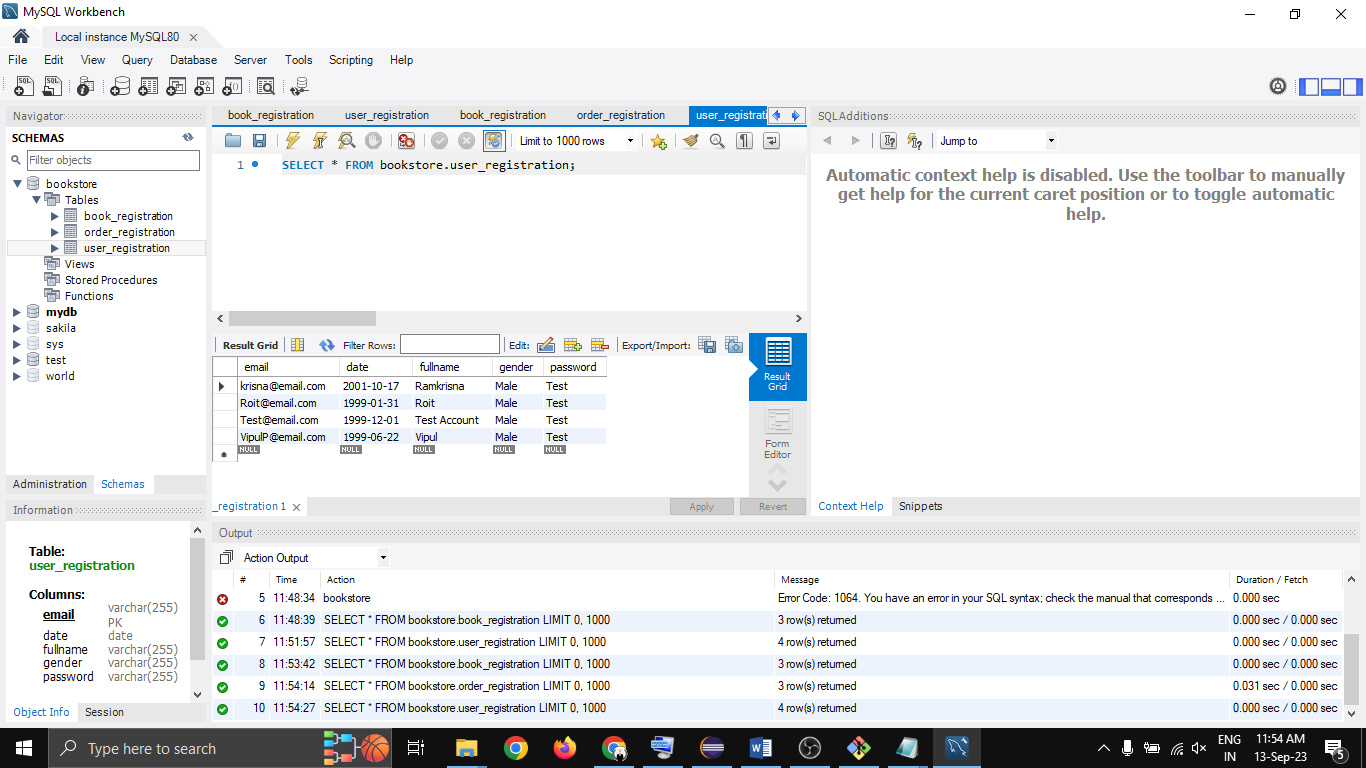 MySQL Workbench
Local instance MySQL80
File Edit View Query Database Server Tools Scripting Help
Navigator
SCHEMAS
Filter objects
bookstore
Tables
book_registration
order_registration
user_registration
Views
Stored Procedures
Functions
mydb
sakila
sys
test
world
Administration Schemas
Information
Table:
user_registration
Columns:
email varchar(255) PK
date date
fullname varchar(255)
gender varchar(255)
password varchar(255)
Object Info Session
book_registration user_registration book_registration order_registration user_registrati
Limit to 1000 rows
1 SELECT * FROM bookstore.user_registration;
Result Grid Filter Rows: Edit: Export/Import:
email date fullname gender password
krisna@email.com 2001-10-17 Ramkrisna Male Test
Roit@email.com 1999-01-31 Roit Male Test
Test@email.com 1999-12-01 Test Account Male Test
VipulP@email.com 1999-06-22 Vipul Male Test
NULL NULL NULL NULL NULL
Result
Grid
Form
Editor
_registration 1 Apply Revert
SQLAdditions
Jump to
Automatic context help is disabled. Use the toolbar to manually
get help for the current caret position or to toggle automatic
help.
Context Help Snippets
Output
Action Output
# Time Action Message Duration / Fetch
5 11:48:34 bookstore Error Code: 1064. You have an error in your SQL syntax; check the manual that corresponds ... 0.000 sec
6 11:48:39 SELECT * FROM bookstore.book_registration LIMIT 0, 1000 3 row(s) returned 0.000 sec / 0.000 sec
7 11:51:57 SELECT * FROM bookstore.user_registration LIMIT 0, 1000 4 row(s) returned 0.000 sec / 0.000 sec
8 11:53:42 SELECT * FROM bookstore.book_registration LIMIT 0, 1000 3 row(s) returned 0.000 sec / 0.000 sec
9 11:54:14 SELECT * FROM bookstore.order_registration LIMIT 0, 1000 3 row(s) returned 0.031 sec / 0.000 sec
10 11:54:27 SELECT * FROM bookstore.user_registration LIMIT 0, 1000 4 row(s) returned 0.000 sec / 0.000 sec
Type here to search
ENG
IN
11:54 AM
13-Sep-23
5